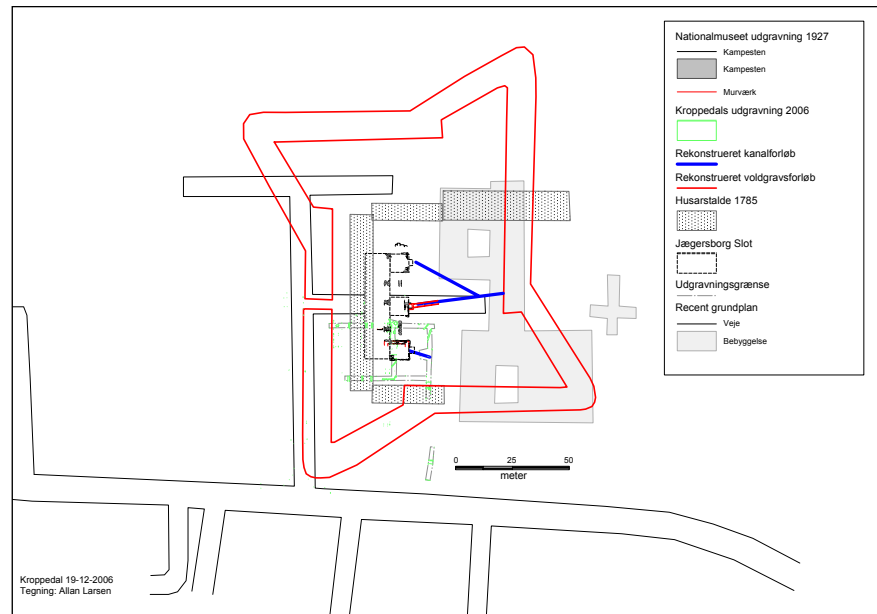 Nationalmuseet udgravning 1927
Kampesten
Kampesten
Murværk
Kroppedals udgravning 2006
Rekonstrueret kanalforløb
Rekonstrueret voldgravsforløb
Husarstalde 1785
Jægersborg Slot
Udgravningsgrænse
Recent grundplan
Veje
Bebyggelse
0 25 50
meter
Kroppedal 19-12-2006
Tegning: Allan Larsen